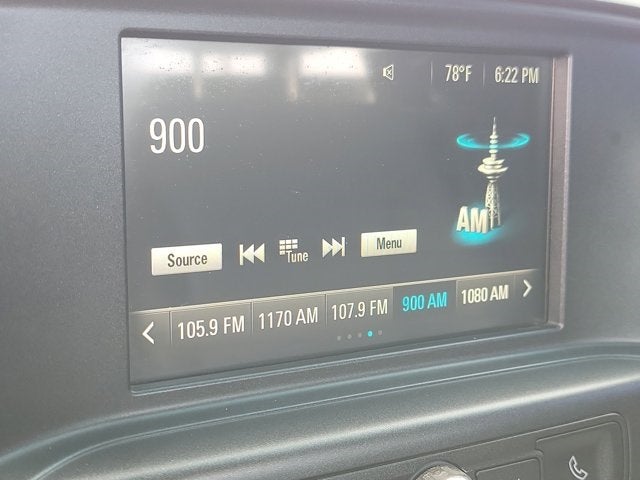 78°F 6:22 PM
900
AM
Source Tune Menu
105.9 FM 1170 AM 107.9 FM 900 AM 1080 AM